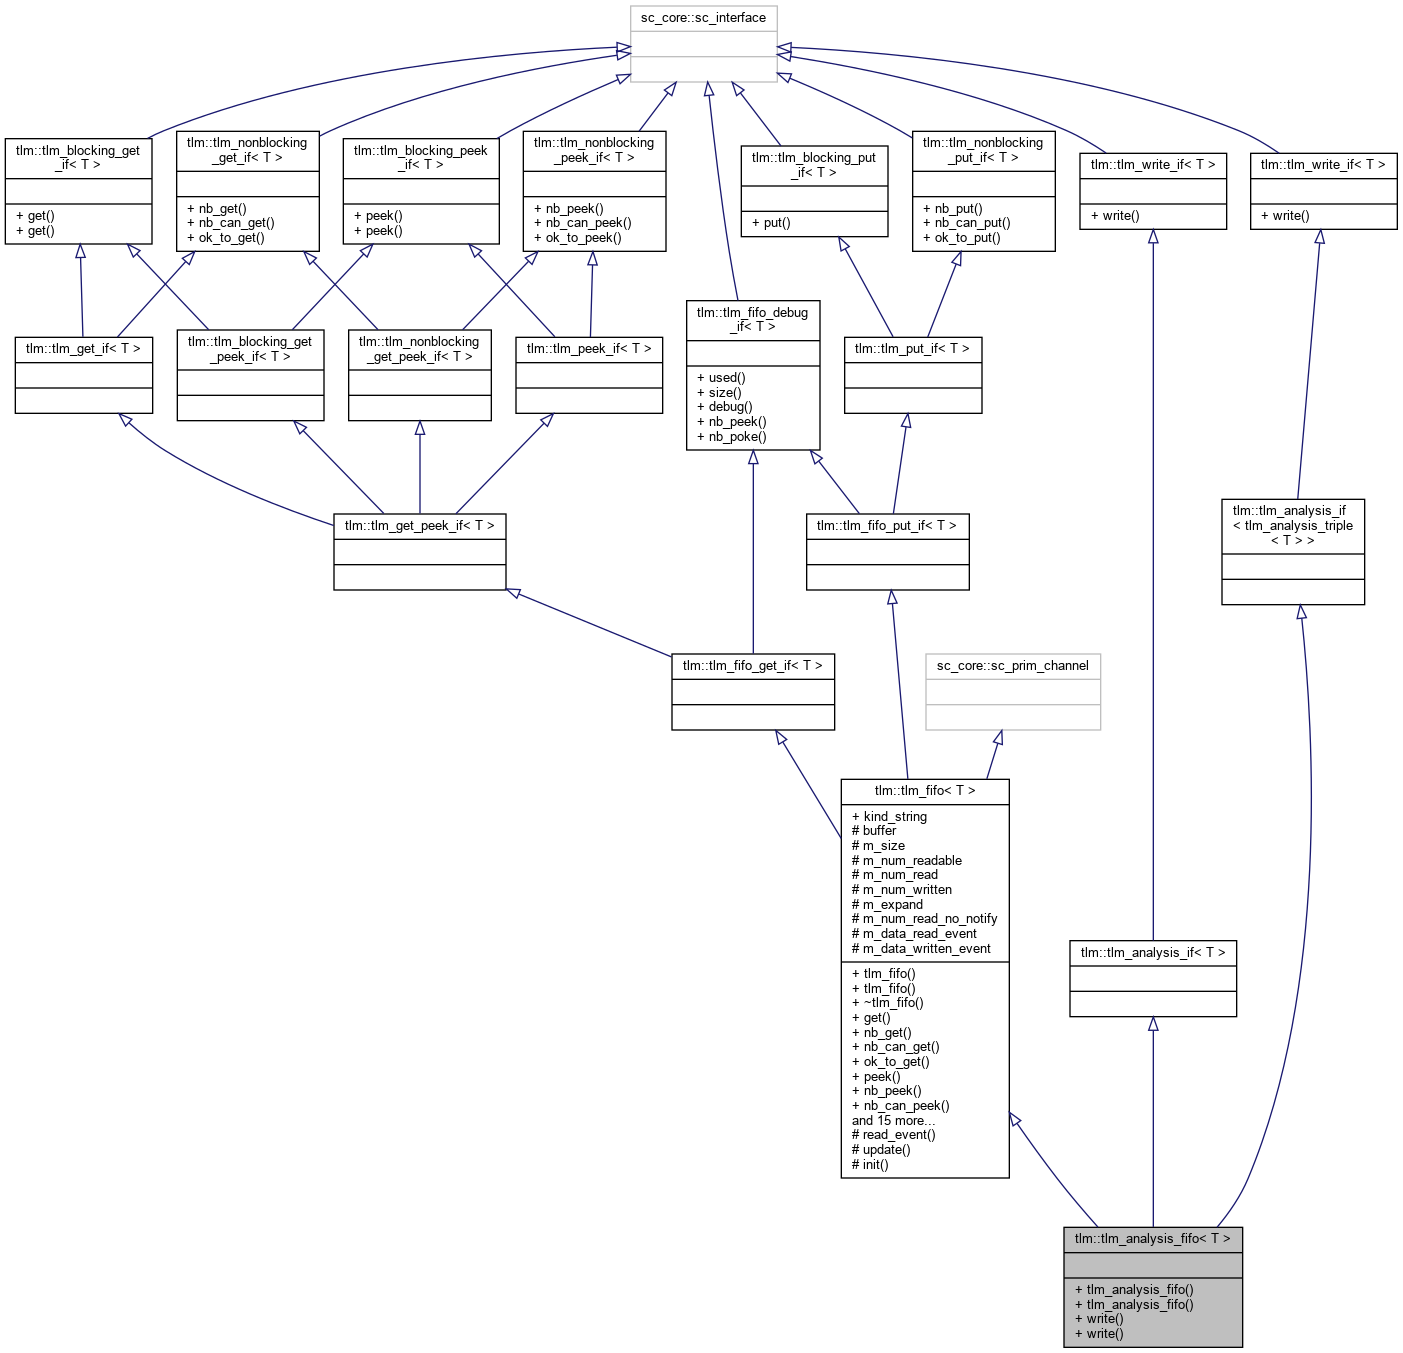 sc_core::sc_interface
tlm::tlm_blocking_get
_if< T >
+ get()
+ get()
tlm::tlm_nonblocking
_get_if< T >
+ nb_get()
+ nb_can_get()
+ ok_to_get()
tlm::tlm_blocking_peek
_if< T >
+ peek()
+ peek()
tlm::tlm_nonblocking
_peek_if< T >
+ nb_peek()
+ nb_can_peek()
+ ok_to_peek()
tlm::tlm_blocking_put
_if< T >
+ put()
tlm::tlm_nonblocking
_put_if< T >
+ nb_put()
+ nb_can_put()
+ ok_to_put()
tlm::tlm_write_if< T >
+ write()
tlm::tlm_write_if< T >
+ write()
tlm::tlm_get_if< T >
tlm::tlm_blocking_get
_peek_if< T >
tlm::tlm_nonblocking
_get_peek_if< T >
tlm::tlm_peek_if< T >
tlm::tlm_fifo_debug
_if< T >
+ used()
+ size()
+ debug()
+ nb_peek()
+ nb_poke()
tlm::tlm_put_if< T >
tlm::tlm_get_peek_if< T >
tlm::tlm_fifo_put_if< T >
tlm::tlm_analysis_if
< tlm_analysis_triple
< T > >
tlm::tlm_fifo_get_if< T >
sc_core::sc_prim_channel
tlm::tlm_fifo< T >
+ kind_string
# buffer
# m_size
# m_num_readable
# m_num_read
# m_num_written
# m_expand
# m_num_read_no_notify
# m_data_read_event
# m_data_written_event
+ tlm_fifo()
+ tlm_fifo()
+ ~tlm_fifo()
+ get()
+ nb_get()
+ nb_can_get()
+ ok_to_get()
+ peek()
+ nb_peek()
+ nb_can_peek()
and 15 more...
# read_event()
# update()
# init()
tlm::tlm_analysis_if< T >
tlm::tlm_analysis_fifo< T >
+ tlm_analysis_fifo()
+ tlm_analysis_fifo()
+ write()
+ write()